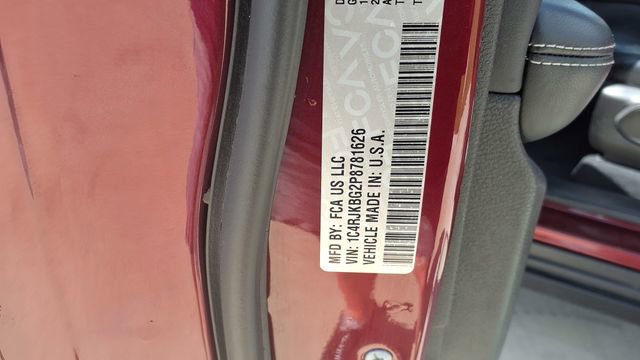 MFD BY: FCA US LLC
VIN: 1C4RJKBG2P8781626
VEHICLE MADE IN: U.S.A.